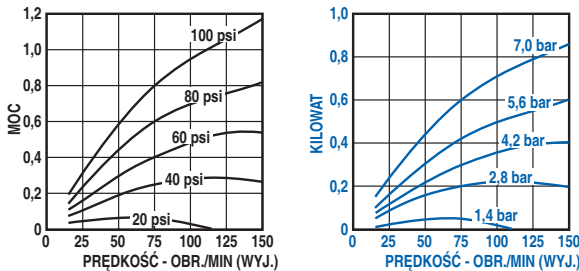 1,2
1,0
0,8
0,6
0,4
0,2
0
MOC
100 psi
80 psi
60 psi
40 psi
20 psi
0 25 50 75 100 125 150
PRĘDKOŚĆ - OBR./MIN (WYJ.)
1,0
0,8
0,6
0,4
0,2
0
KILOWAT
7,0 bar
5,6 bar
4,2 bar
2,8 bar
1,4 bar
0 25 50 75 100 125 150
PRĘDKOŚĆ - OBR./MIN (WYJ.)